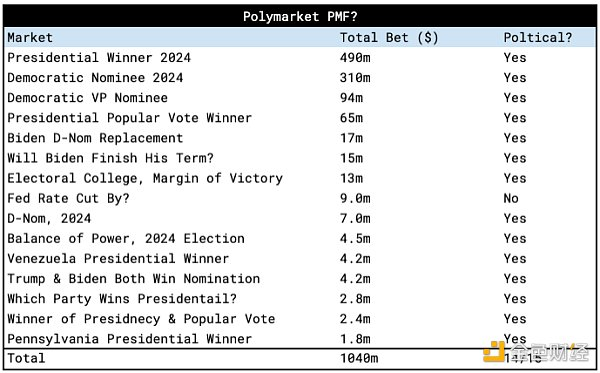 Polymarket PMF?
Market Total Bet ($) Poltical?
Presidential Winner 2024 490m Yes
Democratic Nominee 2024 310m Yes
Democratic VP Nominee 94m Yes
Presidential Popular Vote Winner 65m Yes
Biden D-Nom Replacement 17m Yes
Will Biden Finish His Term? 15m Yes
Electoral College, Margin of Victory 13m Yes
Fed Rate Cut By? 9.0m No
D-Nom, 2024 7.0m Yes
Balance of Power, 2024 Election 4.5m Yes
Venezuela Presidential Winner 4.2m Yes
Trump & Biden Both Win Nomination 4.2m Yes
Which Party Wins Presidentail? 2.8m Yes
Winner of Presidnecy & Popular Vote 2.4m Yes
Pennsylvania Presidential Winner 1.8m Yes
Total 1040m 14/15
金色财经